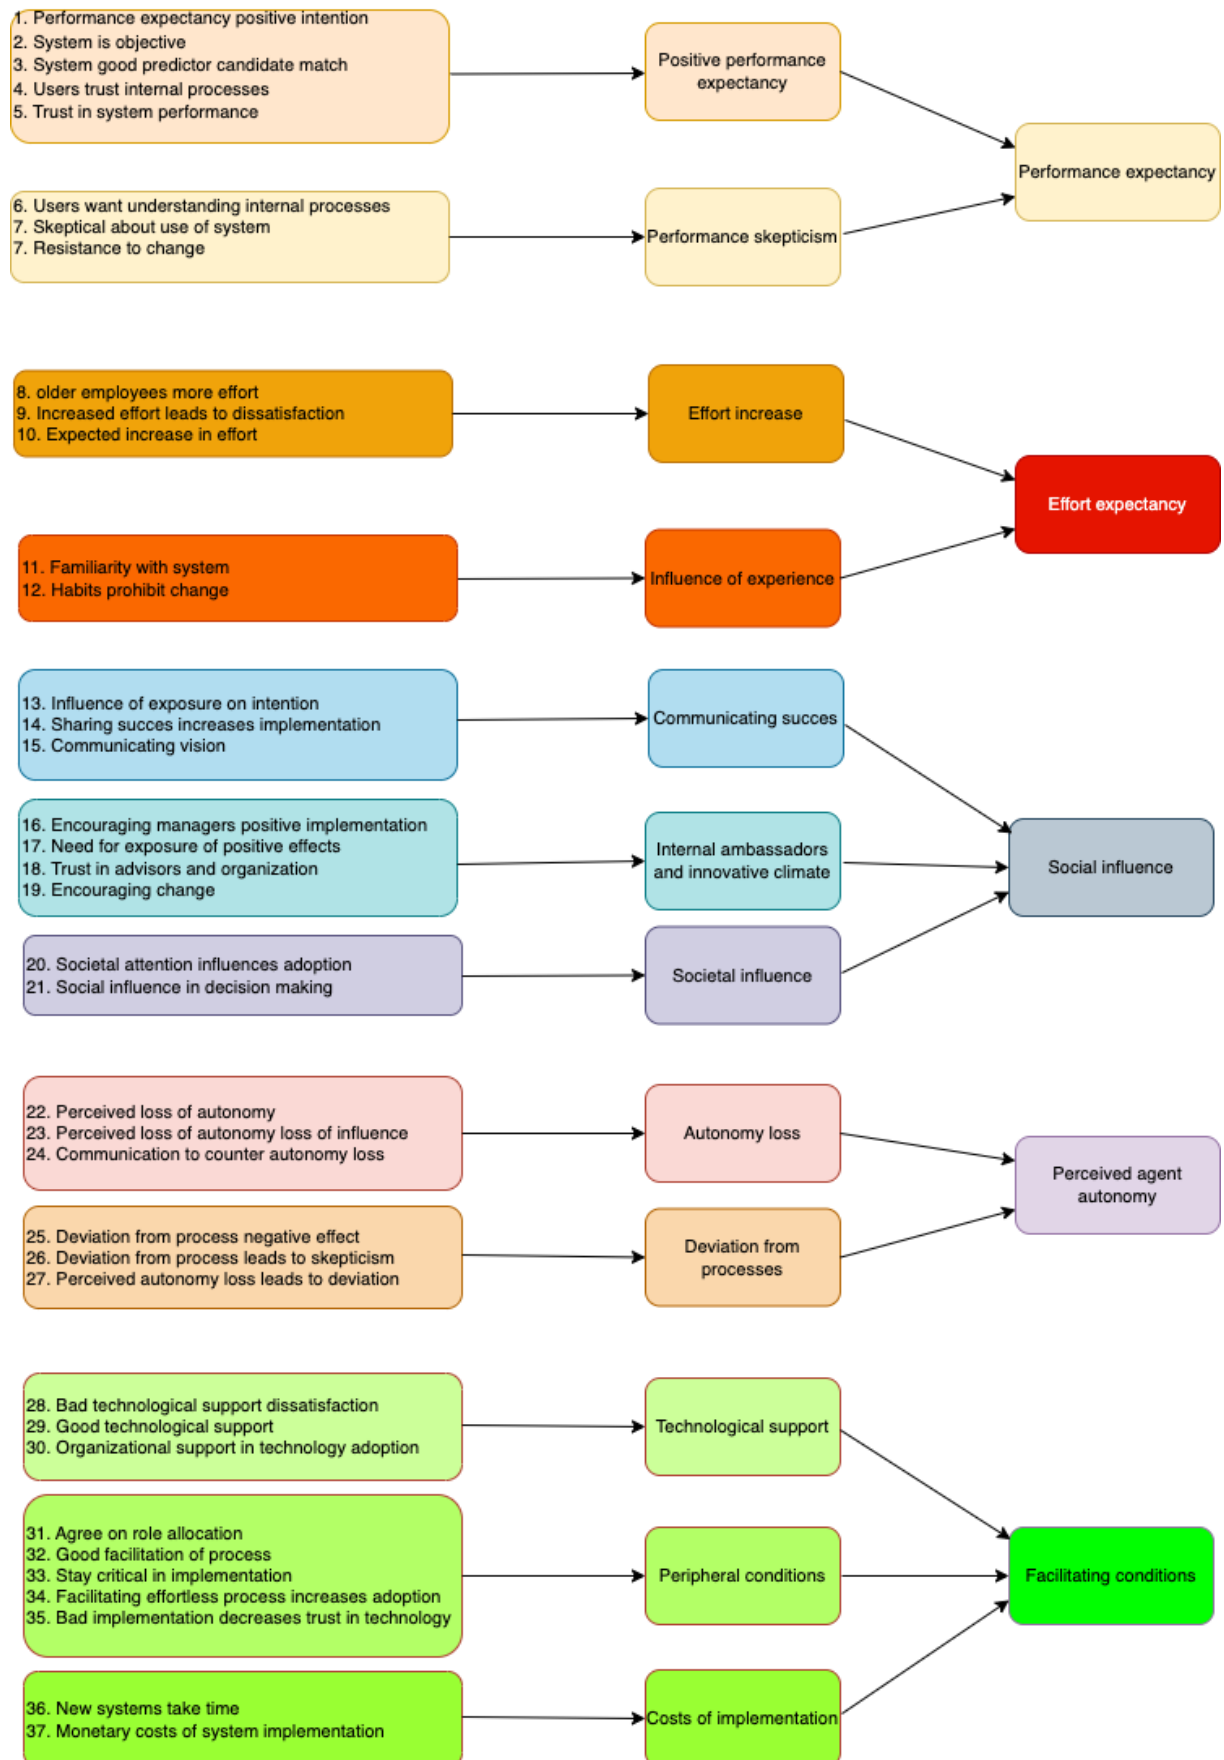 1. Performance expectancy positive intention
2. System is objective
3. System good predictor candidate match
4. Users trust internal processes
5. Trust in system performance
Positive performance
expectancy
Performance expectancy
6. Users want understanding internal processes
7. Skeptical about use of system
7. Resistance to change
Performance skepticism
8. older employees more effort
9. Increased effort leads to dissatisfaction
10. Expected increase in effort
Effort increase
Effort expectancy
11. Familiarity with system
12. Habits prohibit change
Influence of experience
13. Influence of exposure on intention
14. Sharing succes increases implementation
15. Communicating vision
Communicating succes
16. Encouraging managers positive implementation
17. Need for exposure of positive effects
18. Trust in advisors and organization
19. Encouraging change
Internal ambassadors
and innovative climate
Social influence
20. Societal attention influences adoption
21. Social influence in decision making
Societal influence
22. Perceived loss of autonomy
23. Perceived loss of autonomy loss of influence
24. Communication to counter autonomy loss
Autonomy loss
Perceived agent
autonomy
25. Deviation from process negative effect
26. Deviation from process leads to skepticism
27. Perceived autonomy loss leads to deviation
Deviation from
processes
28. Bad technological support dissatisfaction
29. Good technological support
30. Organizational support in technology adoption
Technological support
31. Agree on role allocation
32. Good facilitation of process
33. Stay critical in implementation
34. Facilitating effortless process increases adoption
35. Bad implementation decreases trust in technology
Peripheral conditions
Facilitating conditions
36. New systems take time
37. Monetary costs of system implementation
Costs of implementation